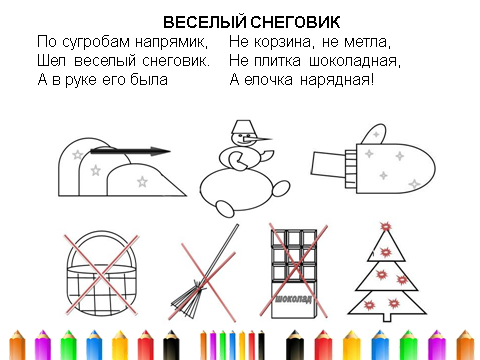 ВЕСЕЛЫЙ СНЕГОВИК
По сугробам напрямик,
Шел веселый снеговик.
А в руке его была
Не корзина, не метла,
Не плитка шоколадная,
А елочка нарядная!
шоколад